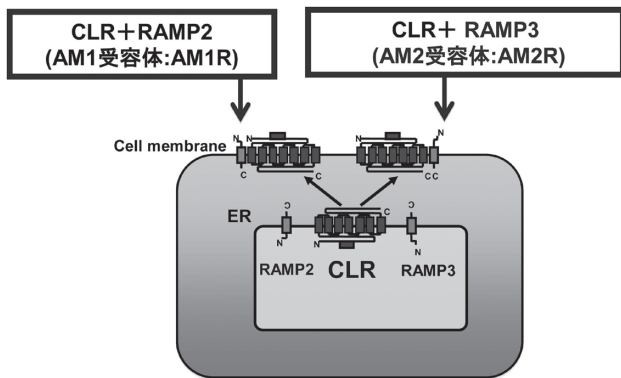 CLR＋RAMP2
(AM1受容体:AM1R)
CLR＋ RAMP3
(AM2受容体:AM2R)
Cell membrane
N
N
C
C
N
N
C C
ER
C
N
RAMP2
N
C
CLR
C
N
RAMP3